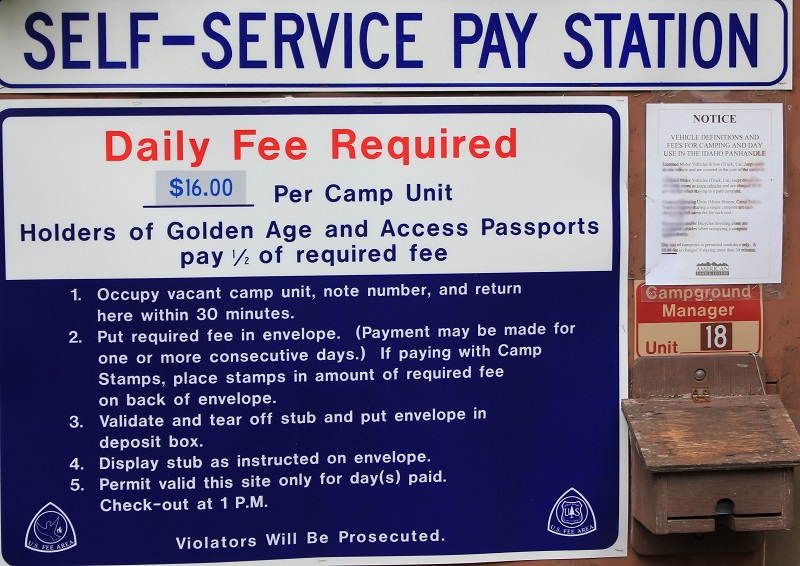 SELF-SERVICE PAY STATION
Daily Fee Required
$16.00 Per Camp Unit
Holders of Golden Age and Access Passports
pay ½ of required fee
1. Occupy vacant camp unit, note number, and return
here within 30 minutes.
2. Put required fee in envelope. (Payment may be made for
one or more consecutive days.) If paying with Camp
Stamps, place stamps in amount of required fee
on back of envelope.
3. Validate and tear off stub and put envelope in
deposit box.
4. Display stub as instructed on envelope.
5. Permit valid this site only for day(s) paid.
Check-out at 1 P.M.
Violators Will Be Prosecuted.
U.S. FEE AREA
UAS
U.S. FEE AREA
NOTICE
VEHICLE DEFINITIONS AND
FEES FOR CAMPING AND DAY
USE IN THE IDAHO PANHANDLE
AMERICAN
Campground
Manager
Unit 18